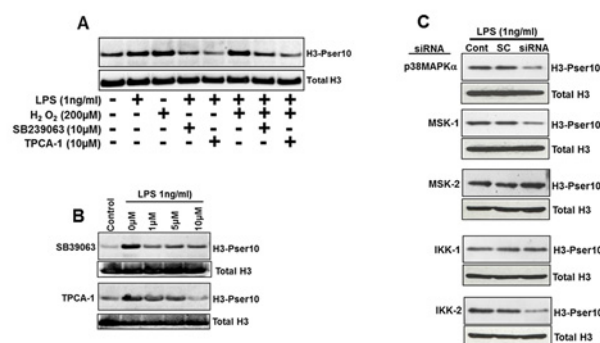 A
H3-Pser10
Total H3
LPS (1ng/ml) - + - + + + + +
H2 O2 (200µM) - - + - - + + +
SB239063 (10µM) - - - + - - + -
TPCA-1 (10µM) - - - - + - - +
B
LPS 1ng/ml)
Control 0µM 1µM 5µM 10µM
SB39063 H3-Pser10
Total H3
TPCA-1 H3-Pser10
Total H3
C
LPS (1ng/ml)
siRNA Cont SC siRNA
p38MAPKα H3-Pser10
Total H3
MSK-1 H3-Pser10
Total H3
MSK-2 H3-Pser10
Total H3
IKK-1 H3-Pser10
Total H3
IKK-2 H3-Pser10
Total H3